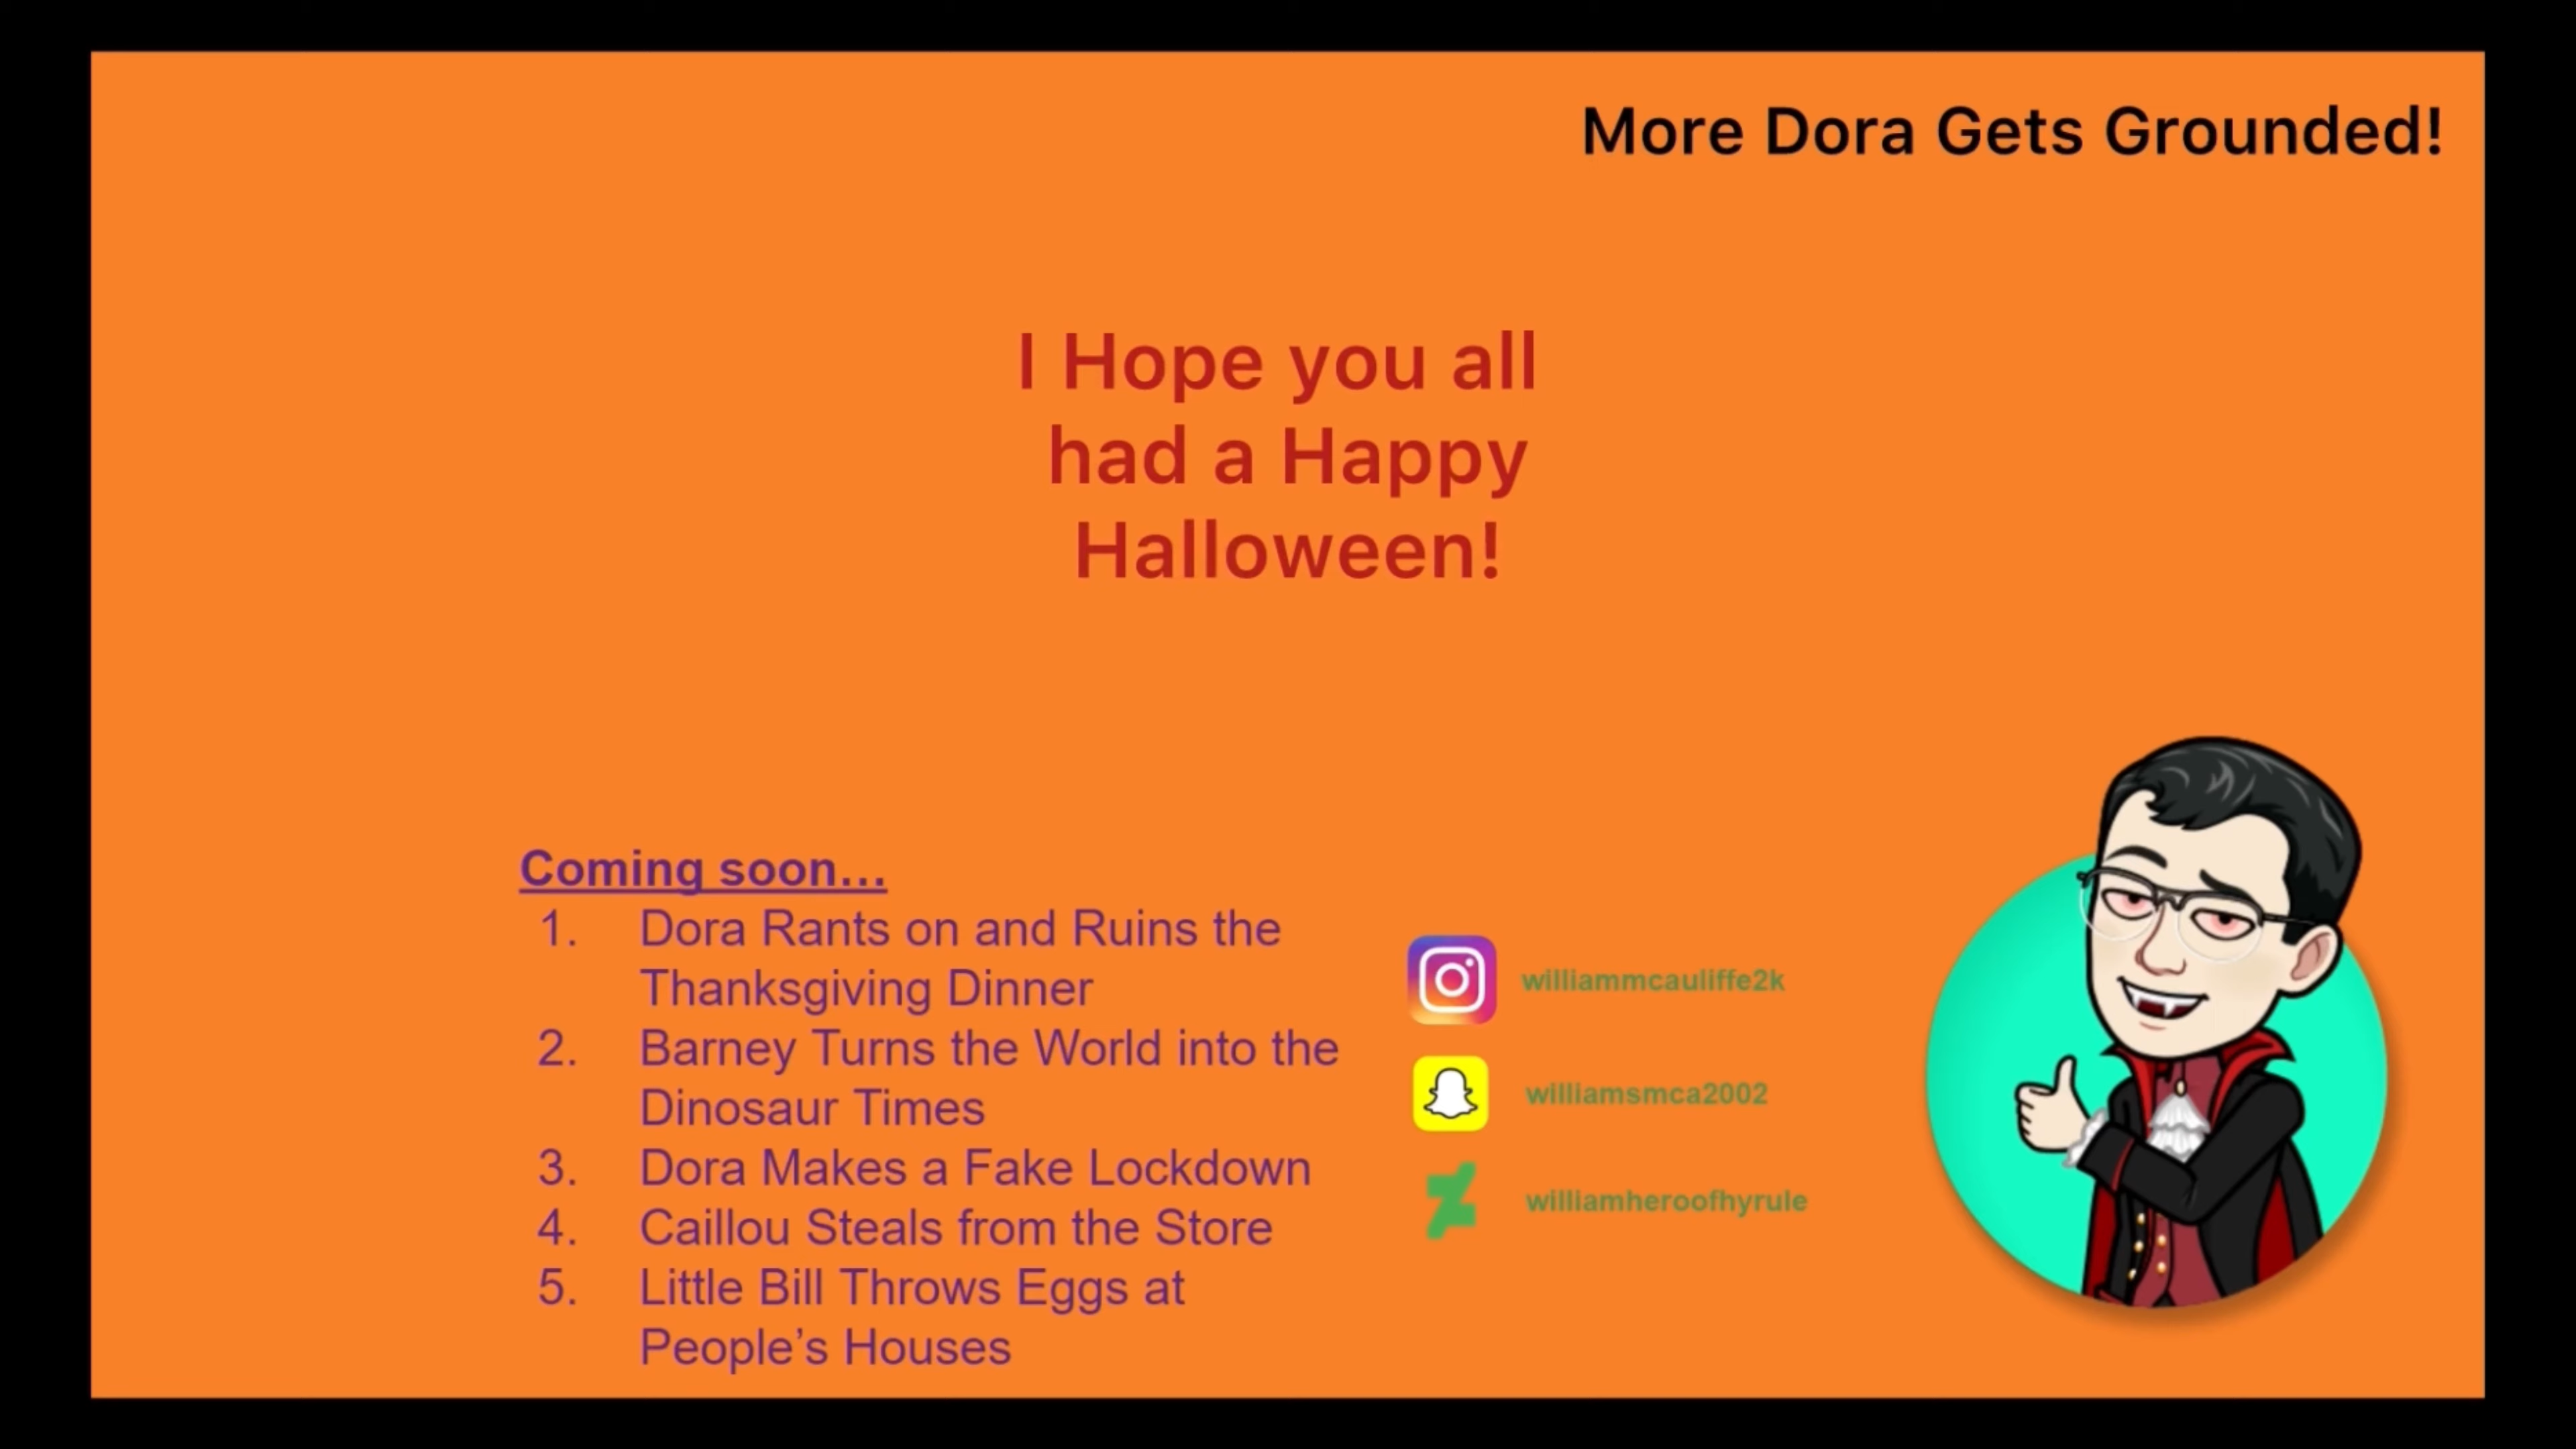 More Dora Gets Grounded!
I Hope you all
had a Happy
Halloween!
Coming soon...
1. Dora Rants on and Ruins the
Thanksgiving Dinner
2. Barney Turns the World into the
Dinosaur Times
3. Dora Makes a Fake Lockdown
4. Caillou Steals from the Store
5. Little Bill Throws Eggs at
People’s Houses
williammcauliffe2k
williamsmca2002
williamheroofhyrule